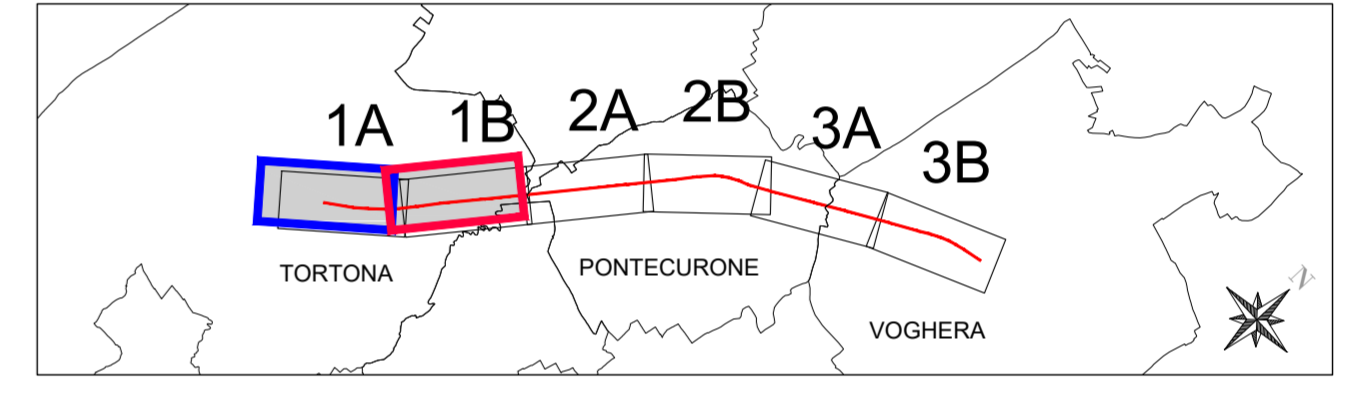 1A
1B
2A
2B
3A
3B
TORTONA
PONTECURONE
VOGHERA
N